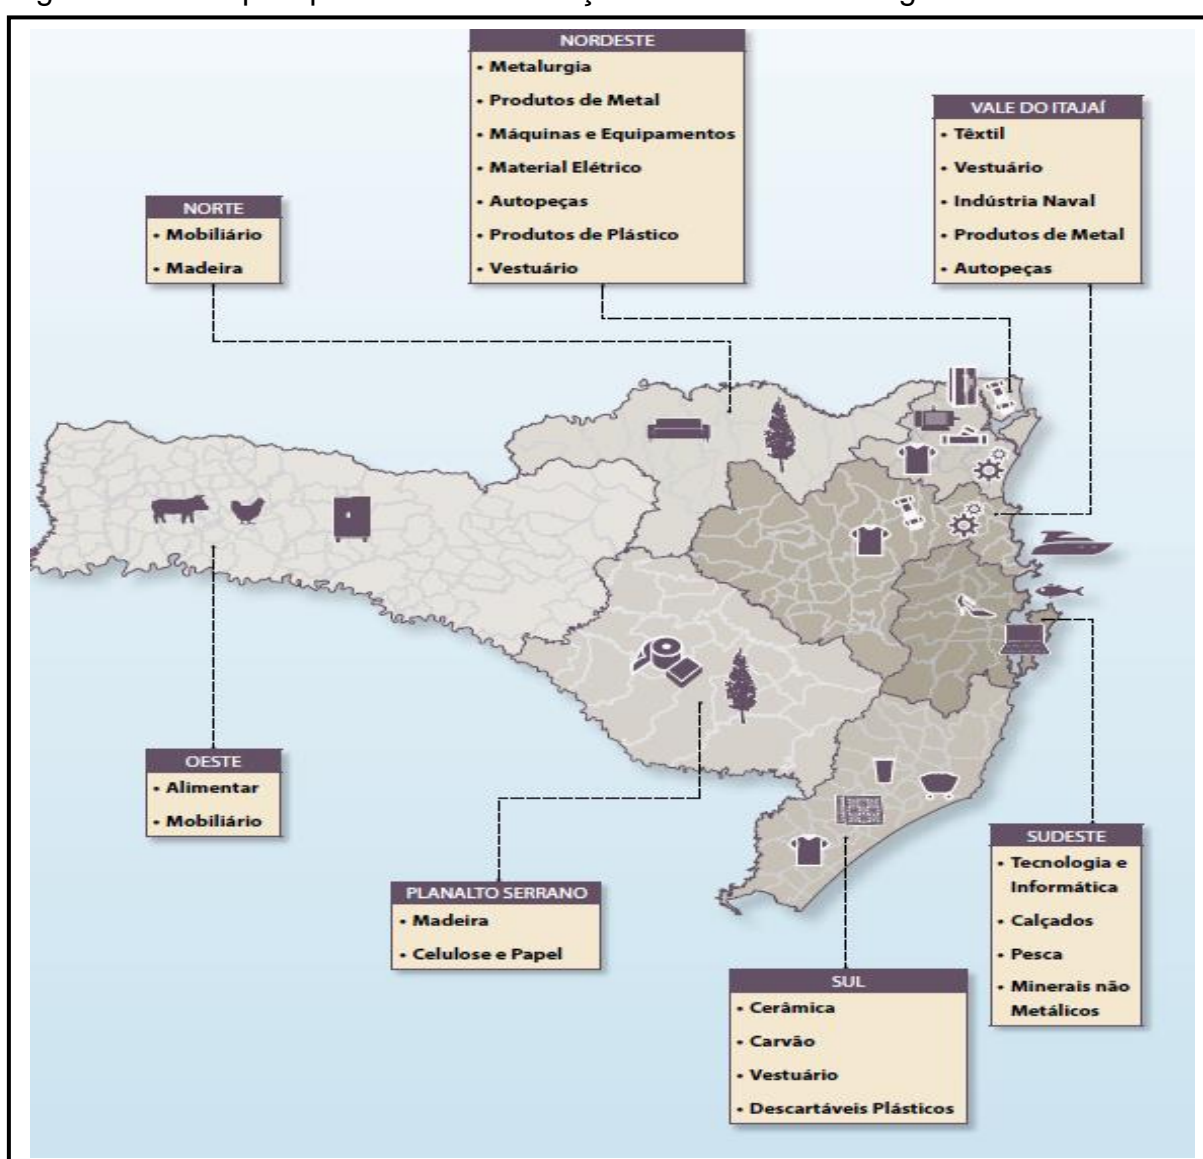 NORDESTE
• Metalurgia
• Produtos de Metal
• Máquinas e Equipamentos
• Material Elétrico
• Autopeças
• Produtos de Plástico
• Vestuário
VALE DO ITAJAÍ
• Têxtil
• Vestuário
• Indústria Naval
• Produtos de Metal
• Autopeças
NORTE
• Mobiliário
• Madeira
OESTE
• Alimentar
• Mobiliário
PLANALTO SERRANO
• Madeira
• Celulose e Papel
SUL
• Cerâmica
• Carvão
• Vestuário
• Descartáveis Plásticos
SUDESTE
• Tecnologia e
Informática
• Calçados
• Pesca
• Minerais não
Metálicos